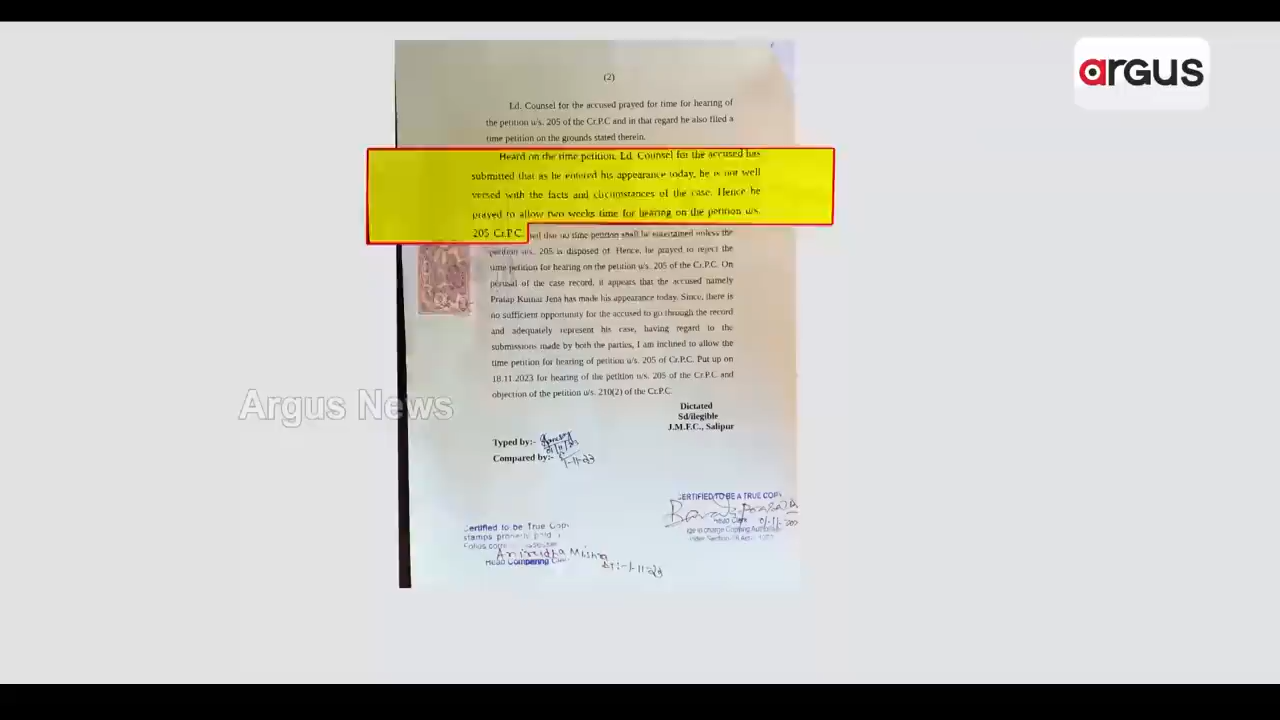 argus
(2)
Ld. Counsel for the accused prayed for time for hearing of
the petition u/s. 205 of the Cr.P.C and in that regard he also filed a
time petition on the grounds stated therein.
Heard on the time petition. Ld. Counsel for the accused has
submitted that as he entered his appearance today, he is not well
versed with the facts and circumstances of the case. Hence he
prayed to allow two weeks time for hearing on the petition u/s.
205 Cr.P.C.
that no time petition shall be entertained unless the
petition u/s. 205 is disposed of. Hence, he prayed to reject the
time petition for hearing on the petition u/s. 205 of the Cr.P.C. On
perusal of the case record, it appears that the accused namely
Pratap Kumar Jena has made his appearance today. Since, there is
no sufficient opportunity for the accused to go through the record
and adequately represent his case, having regard to the
submissions made by both the parties, I am inclined to allow the
time petition for hearing of petition u/s. 205 of Cr.P.C. Put up on
18.11.2023 for hearing of the petition u/s. 205 of the Cr.P.C and
objection of the petition u/s. 210(2) of the Cr.P.C.
Argus News
Dictated
Sd/ilegible
J.M.F.C., Salipur
Typed by:-
Compared by:-
CERTIFIED TO BE A TRUE COPY
Head Clerk
Certified to be True Copy
stamps properly paid
Folios
Anirudha Mishra
Head Comparing